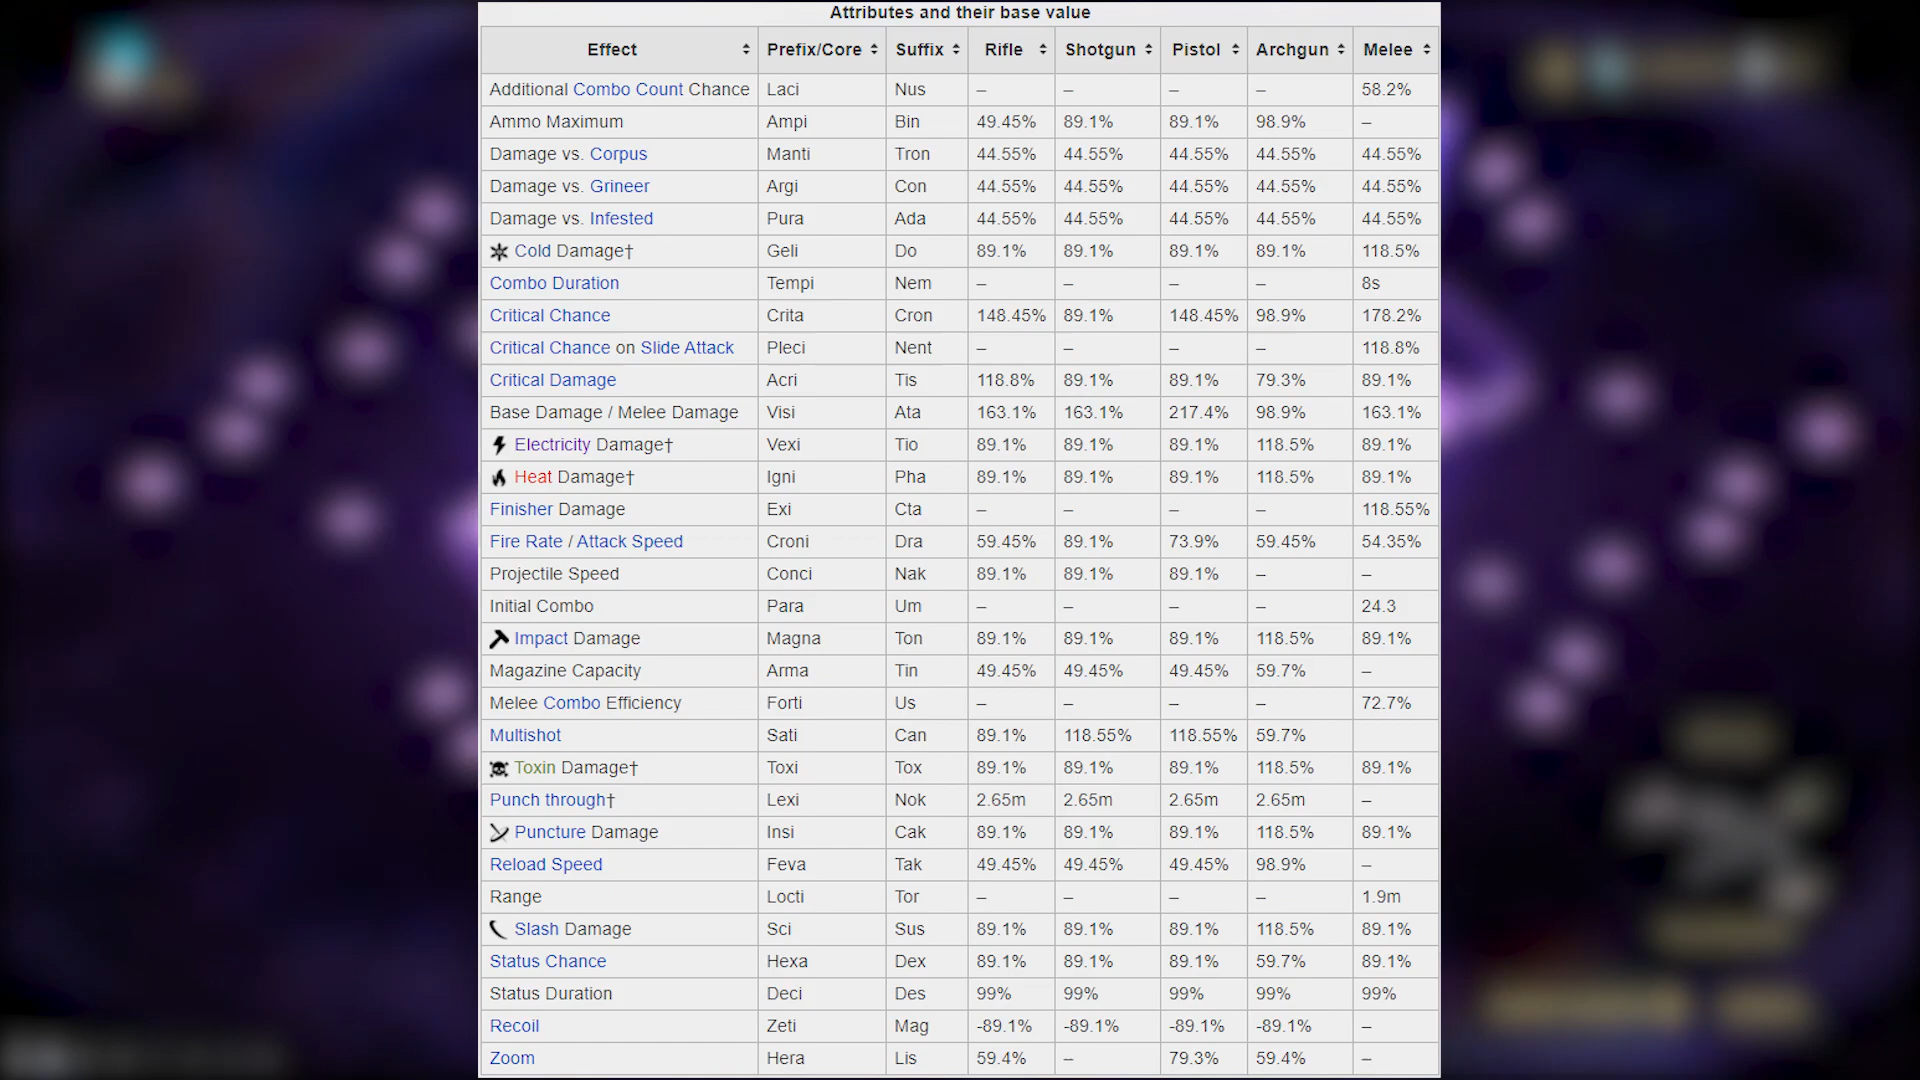 Attributes and their base value
Effect Prefix/Core Suffix Rifle Shotgun Pistol Archgun Melee
Additional Combo Count Chance Laci Nus – – – – 58.2%
Ammo Maximum Ampi Bin 49.45% 89.1% 89.1% 98.9% –
Damage vs. Corpus Manti Tron 44.55% 44.55% 44.55% 44.55% 44.55%
Damage vs. Grineer Argi Con 44.55% 44.55% 44.55% 44.55% 44.55%
Damage vs. Infested Pura Ada 44.55% 44.55% 44.55% 44.55% 44.55%
Cold Damage† Geli Do 89.1% 89.1% 89.1% 89.1% 118.5%
Combo Duration Tempi Nem – – – – 8s
Critical Chance Crita Cron 148.45% 89.1% 148.45% 98.9% 178.2%
Critical Chance on Slide Attack Pleci Nent – – – – 118.8%
Critical Damage Acri Tis 118.8% 89.1% 89.1% 79.3% 89.1%
Base Damage / Melee Damage Visi Ata 163.1% 163.1% 217.4% 98.9% 163.1%
Electricity Damage† Vexi Tio 89.1% 89.1% 89.1% 118.5% 89.1%
Heat Damage† Igni Pha 89.1% 89.1% 89.1% 118.5% 89.1%
Finisher Damage Exi Cta – – – – 118.55%
Fire Rate / Attack Speed Croni Dra 59.45% 89.1% 73.9% 59.45% 54.35%
Projectile Speed Conci Nak 89.1% 89.1% 89.1% – –
Initial Combo Para Um – – – – 24.3
Impact Damage Magna Ton 89.1% 89.1% 89.1% 118.5% 89.1%
Magazine Capacity Arma Tin 49.45% 49.45% 49.45% 59.7% –
Melee Combo Efficiency Forti Us – – – – 72.7%
Multishot Sati Can 89.1% 118.55% 118.55% 59.7%
Toxin Damage† Toxi Tox 89.1% 89.1% 89.1% 118.5% 89.1%
Punch through† Lexi Nok 2.65m 2.65m 2.65m 2.65m –
Puncture Damage Insi Cak 89.1% 89.1% 89.1% 118.5% 89.1%
Reload Speed Feva Tak 49.45% 49.45% 49.45% 98.9% –
Range Locti Tor – – – – 1.9m
Slash Damage Sci Sus 89.1% 89.1% 89.1% 118.5% 89.1%
Status Chance Hexa Dex 89.1% 89.1% 89.1% 59.7% 89.1%
Status Duration Deci Des 99% 99% 99% 99% 99%
Recoil Zeti Mag -89.1% -89.1% -89.1% -89.1% –
Zoom Hera Lis 59.4% – 79.3% 59.4% –